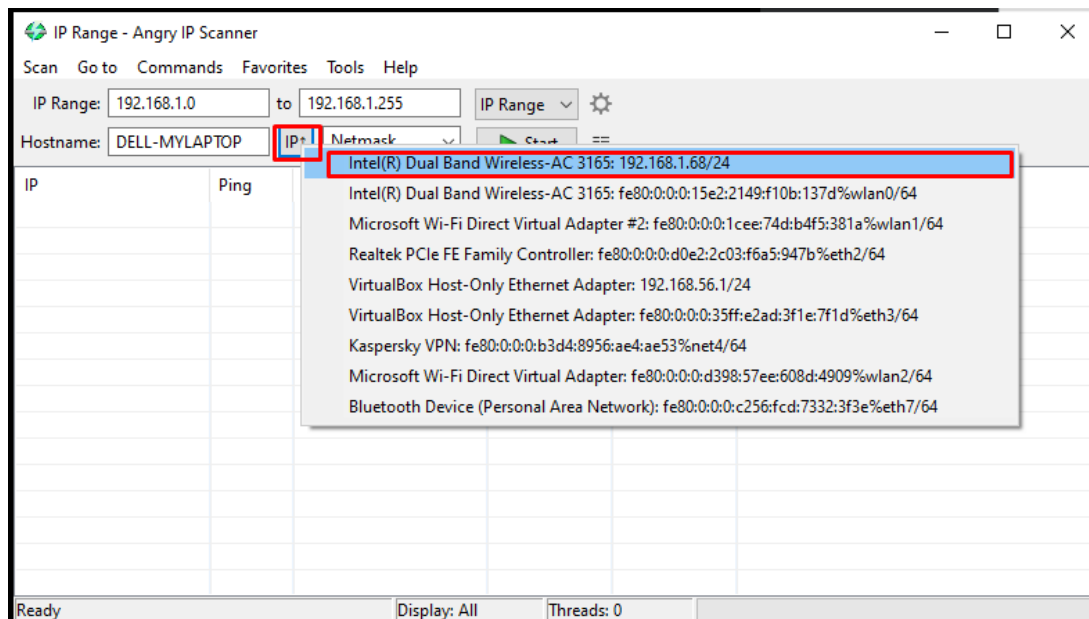 IP Range - Angry IP Scanner
Scan Go to Commands Favorites Tools Help
IP Range: 192.168.1.0 to 192.168.1.255 IP Range
Hostname: DELL-MYLAPTOP IP↑ Netmask Start
IP Ping
Intel(R) Dual Band Wireless-AC 3165: 192.168.1.68/24
Intel(R) Dual Band Wireless-AC 3165: fe80:0:0:0:15e2:2149:f10b:137d%wlan0/64
Microsoft Wi-Fi Direct Virtual Adapter #2: fe80:0:0:0:1cee:74d:b4f5:381a%wlan1/64
Realtek PCIe FE Family Controller: fe80:0:0:0:d0e2:2c03:f6a5:947b%eth2/64
VirtualBox Host-Only Ethernet Adapter: 192.168.56.1/24
VirtualBox Host-Only Ethernet Adapter: fe80:0:0:0:35ff:e2ad:3f1e:7f1d%eth3/64
Kaspersky VPN: fe80:0:0:0:b3d4:8956:ae4:ae53%net4/64
Microsoft Wi-Fi Direct Virtual Adapter: fe80:0:0:0:d398:57ee:608d:4909%wlan2/64
Bluetooth Device (Personal Area Network): fe80:0:0:0:c256:fcd:7332:3f3e%eth7/64
Ready Display: All Threads: 0